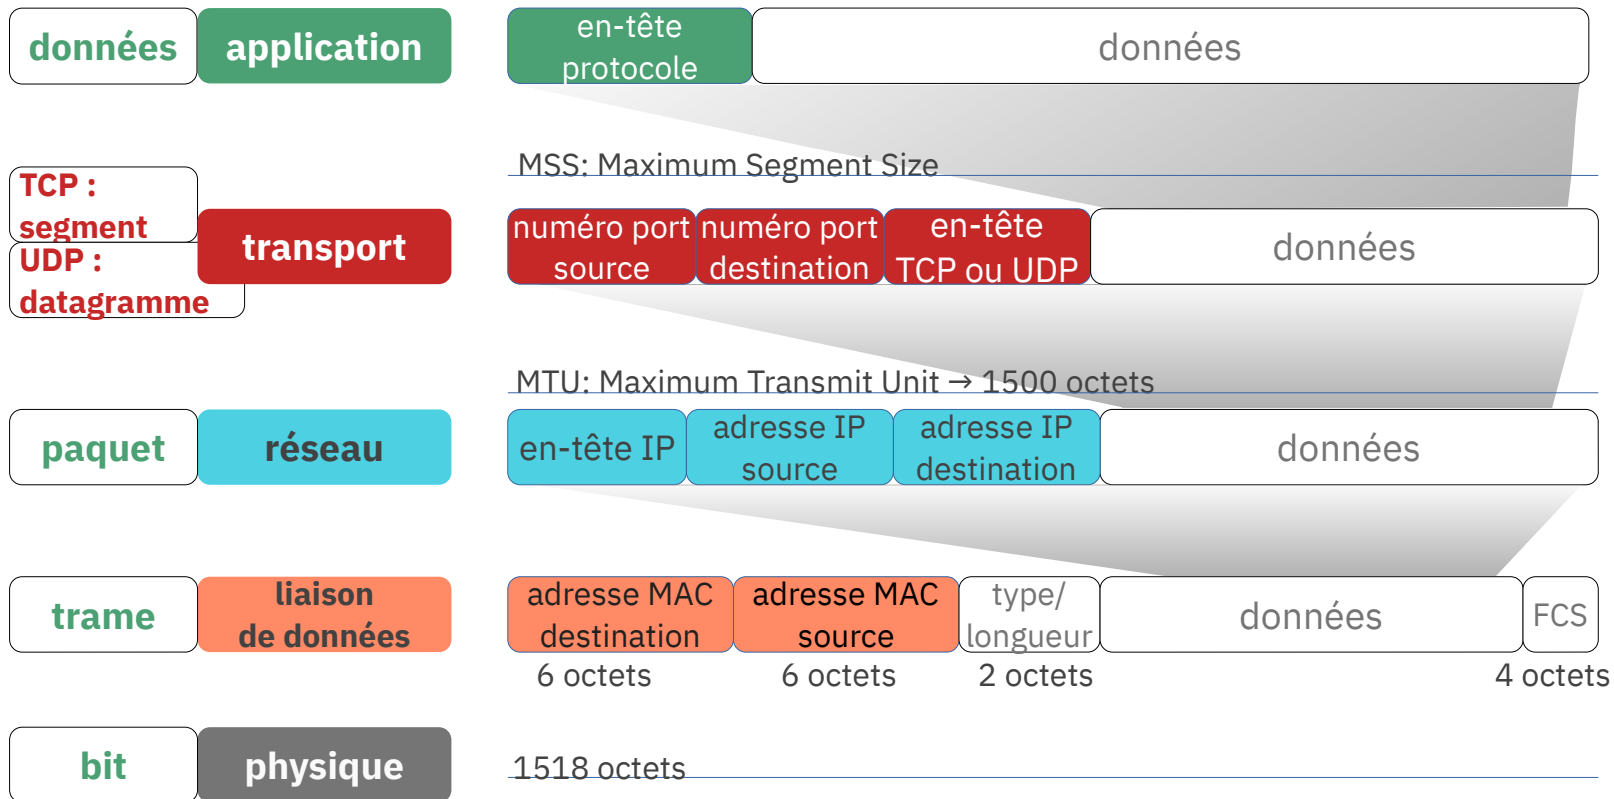 données
application
en-tête
protocole
données
MSS: Maximum Segment Size
TCP :
segment
UDP :
datagramme
transport
numéro port
source
numéro port
destination
en-tête
TCP ou UDP
données
MTU: Maximum Transmit Unit → 1500 octets
paquet
réseau
en-tête IP
adresse IP
source
adresse IP
destination
données
trame
liaison
de données
adresse MAC
destination
adresse MAC
source
type/
longueur
données
FCS
6 octets
6 octets
2 octets
4 octets
bit
physique
1518 octets